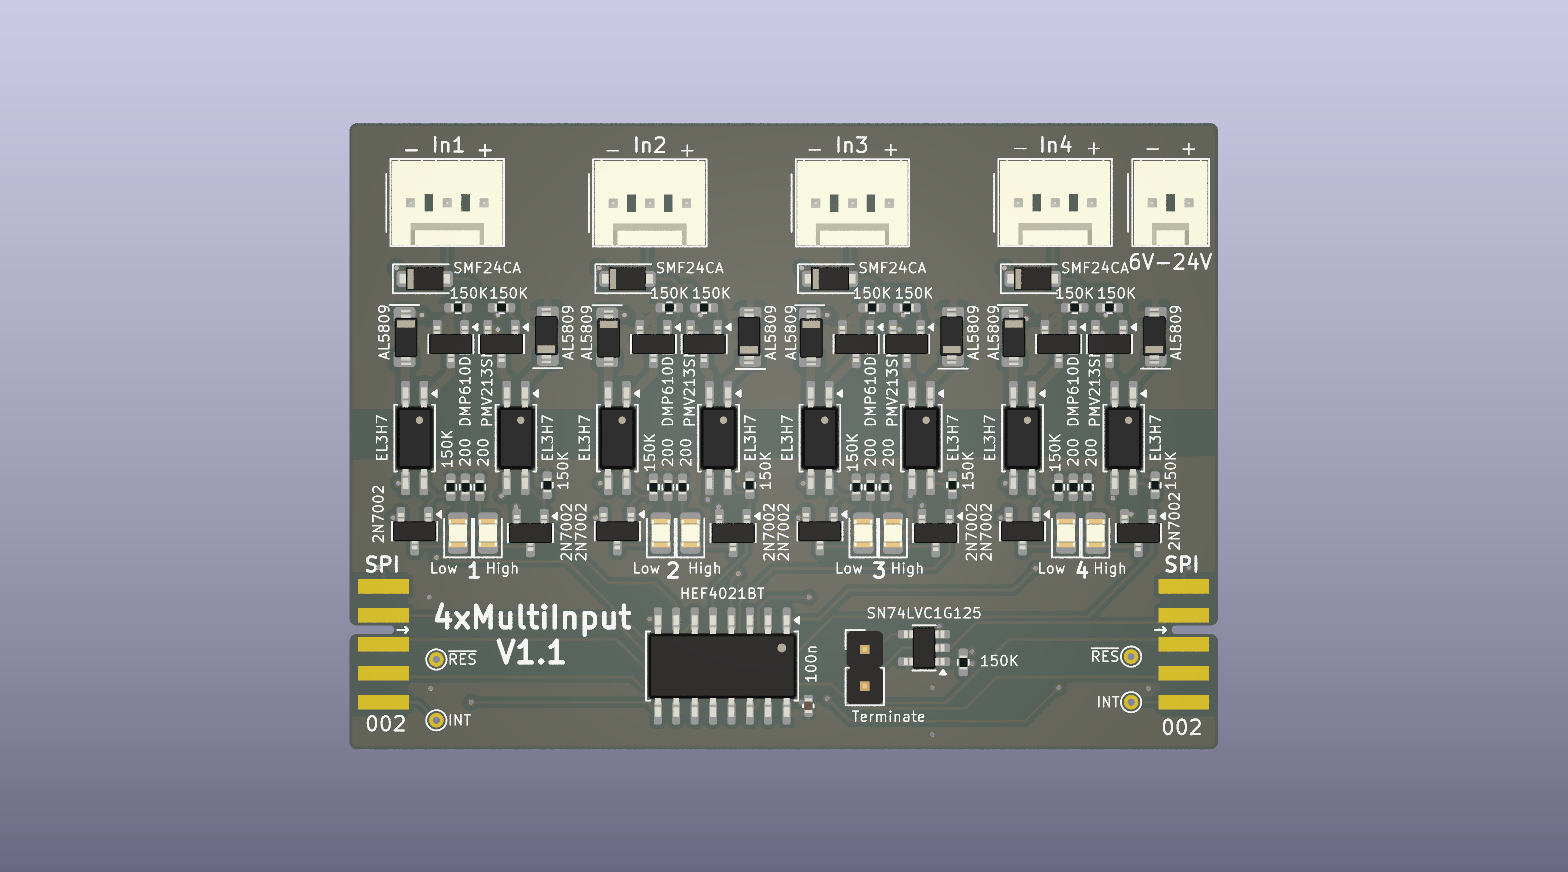 In1 In2 In3 In4
- + - + - + - + - +
6V-24V
SMF24CA SMF24CA SMF24CA SMF24CA
150K 150K 150K 150K 150K 150K 150K 150K
AL5809 AL5809 AL5809 AL5809 AL5809 AL5809 AL5809 AL5809
DMP610D PMV213S DMP610D PMV213S DMP610D PMV213S DMP610D PMV213S
EL3H7 EL3H7 EL3H7 EL3H7 EL3H7 EL3H7 EL3H7 EL3H7
150K 200 200 150K 150K 200 200 150K 150K 200 200 150K 150K 200 200 150K
2N7002 2N7002 2N7002 2N7002 2N7002 2N7002 2N7002 2N7002
SPI SPI
Low 1 High Low 2 High Low 3 High Low 4 High
HEF4021BT
SN74LVC1G125
4xMultiInput
V1.1
RES RES
100n
150K
INT INT
Terminate
002 002